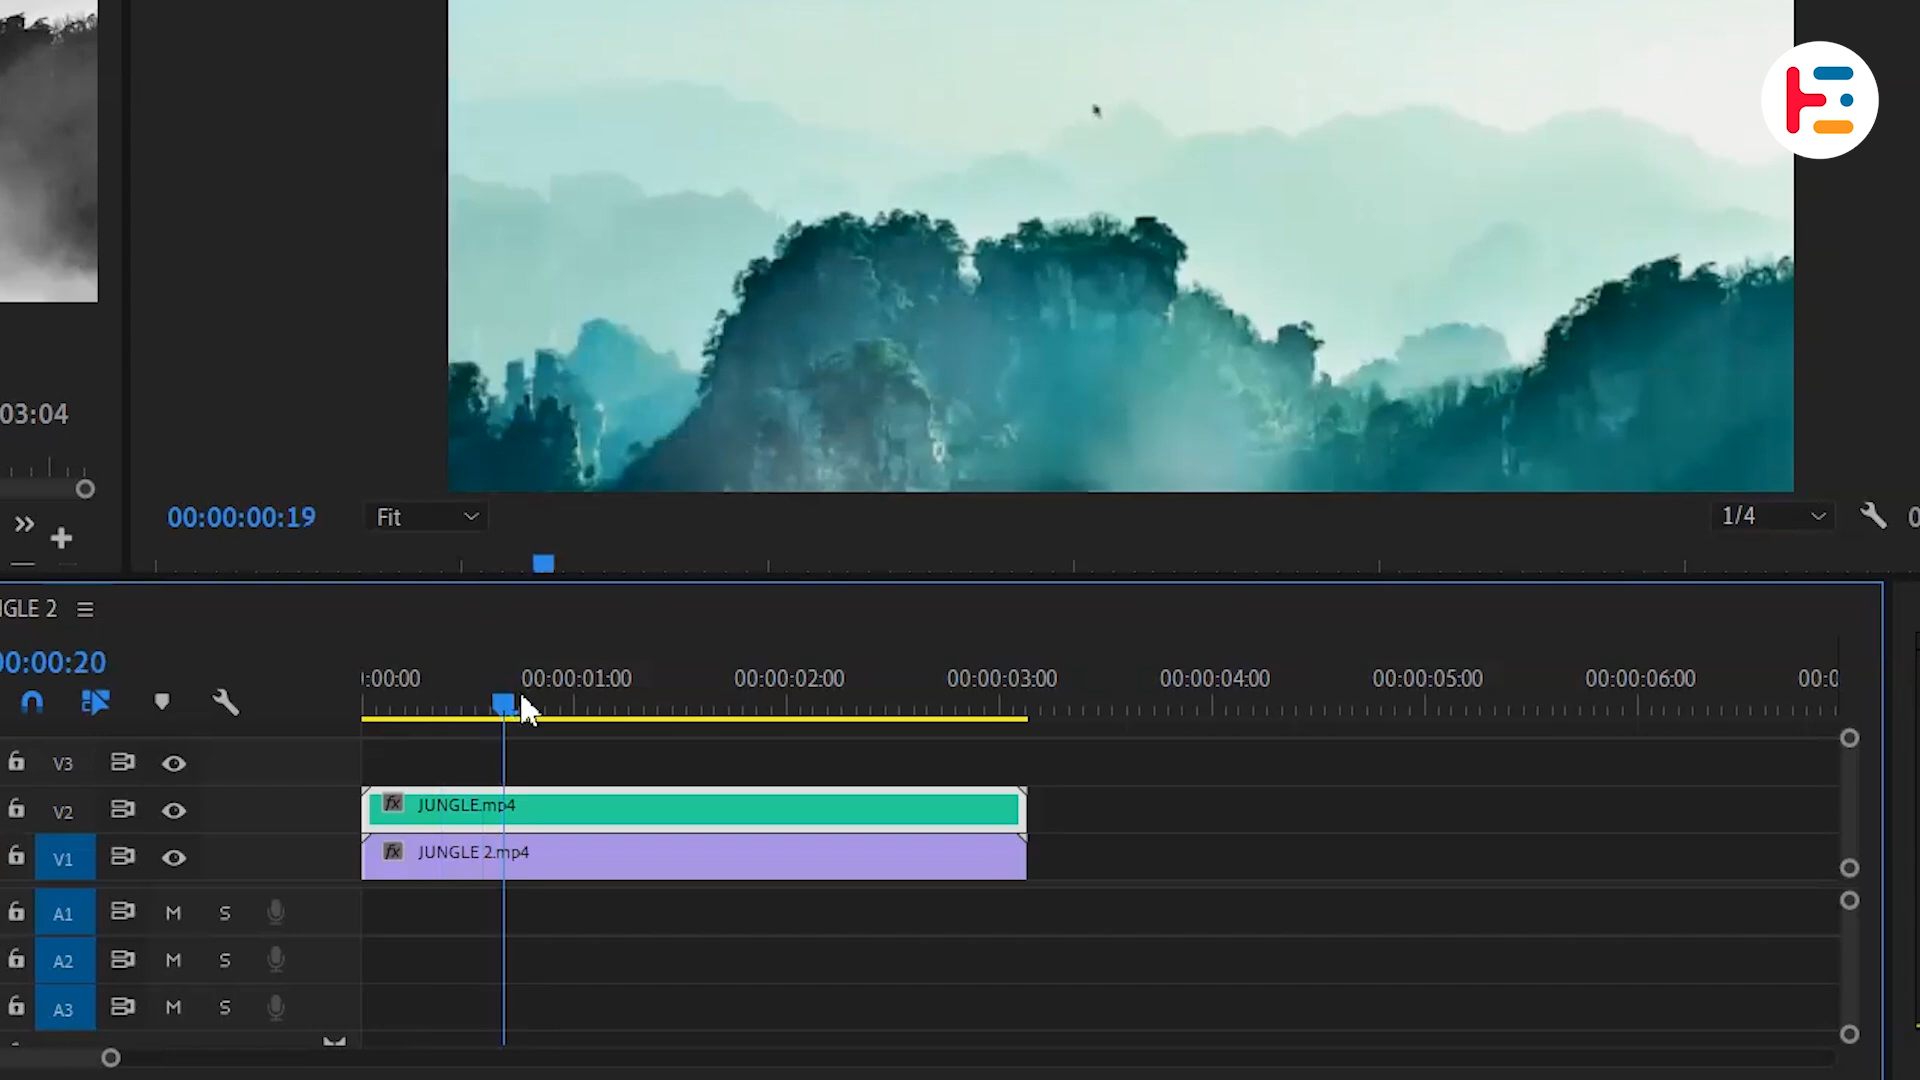 03:04
00:00:00:19
Fit
1/4
0
NGLE 2
00:00:20
:00:00
00:00:01:00
00:00:02:00
00:00:03:00
00:00:04:00
00:00:05:00
00:00:06:00
00:0
V3
V2
fx JUNGLE.mp4
V1
fx JUNGLE 2.mp4
A1 M S
A2 M S
A3 M S